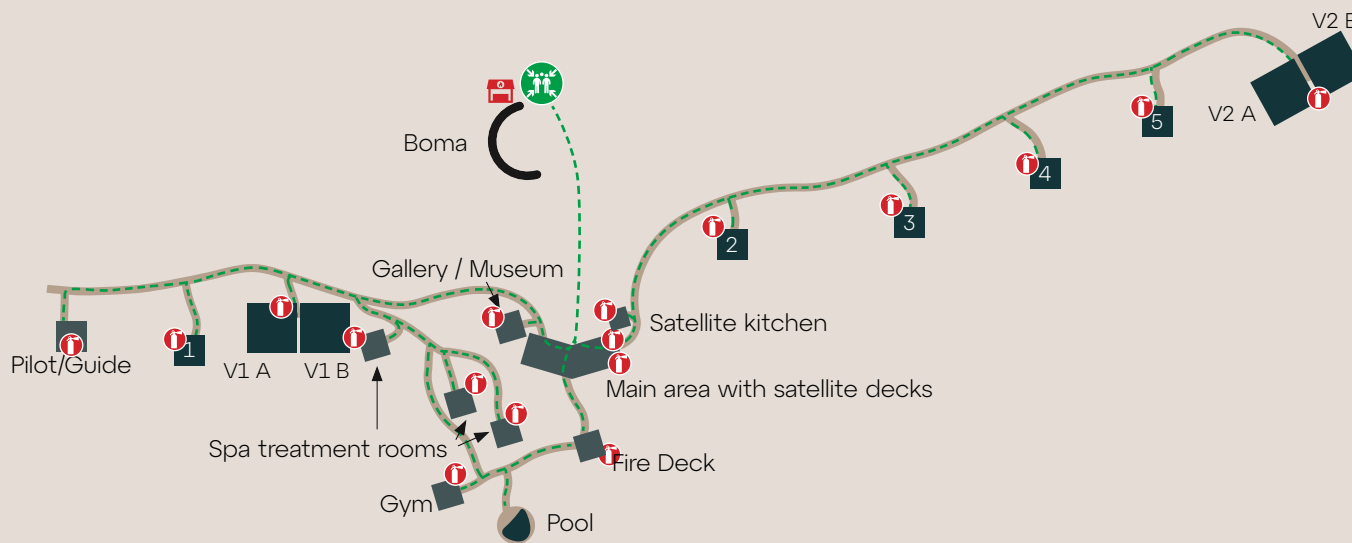 V2 B
V2 A
5
4
3
2
Boma
Gallery / Museum
Satellite kitchen
Main area with satellite decks
Pilot/Guide
1
V1 A
V1 B
Spa treatment rooms
Fire Deck
Gym
Pool